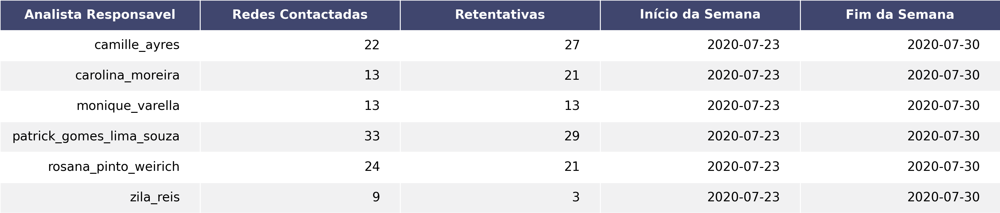 Analista Responsavel Redes Contactadas Retentativas Início da Semana Fim da Semana
camille_ayres 22 27 2020-07-23 2020-07-30
carolina_moreira 13 21 2020-07-23 2020-07-30
monique_varella 13 13 2020-07-23 2020-07-30
patrick_gomes_lima_souza 33 29 2020-07-23 2020-07-30
rosana_pinto_weirich 24 21 2020-07-23 2020-07-30
zila_reis 9 3 2020-07-23 2020-07-30